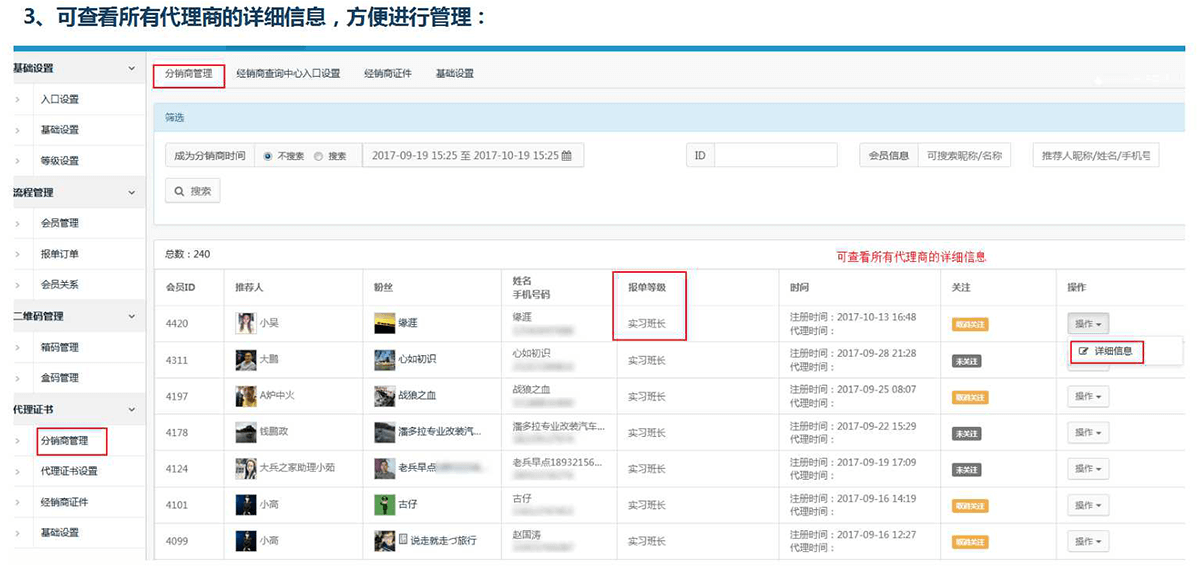 3、可查看所有代理商的详细信息，方便进行管理：
基础设置
入口设置
基础设置
等级设置
流程管理
会员管理
报单订单
会员关系
二维码管理
箱码管理
盒码管理
代理证书
分销商管理
代理证书设置
经销商证件
基础设置
分销商管理 经销商查询中心入口设置 经销商证件 基础设置
筛选
成为分销商时间 不搜索 搜索 2017-09-19 15:25 至 2017-10-19 15:25 ID 会员信息 可搜索昵称/名称 推荐人昵称/姓名/手机号
搜索
总数：240
可查看所有代理商的详细信息
会员ID 推荐人 粉丝 姓名 手机号码 报单等级 时间 关注 操作
4420 小吴 缘涯 缘涯 实习班长 注册时间：2017-10-13 16:48 代理时间： 取消关注 操作
详细信息
4311 大鹏 心如初识 心如初识 实习班长 注册时间：2017-09-28 21:28 代理时间： 未关注
4197 A炉中火 战狼之血 战狼之血 实习班长 注册时间：2017-09-25 08:07 代理时间： 取消关注 操作
4178 钱鹏政 潘多拉专业改装汽... 潘多拉专业改装汽车... 实习班长 注册时间：2017-09-22 15:29 代理时间： 未关注 操作
4124 大兵之家助理小茹 老兵早点 老兵早点18932156... 实习班长 注册时间：2017-09-19 17:09 代理时间： 未关注 操作
4101 小高 古仔 古仔 实习班长 注册时间：2017-09-16 14:19 代理时间： 取消关注 操作
4099 小高 说走就走づ旅行 赵国涛 实习班长 注册时间：2017-09-16 12:27 代理时间： 取消关注 操作